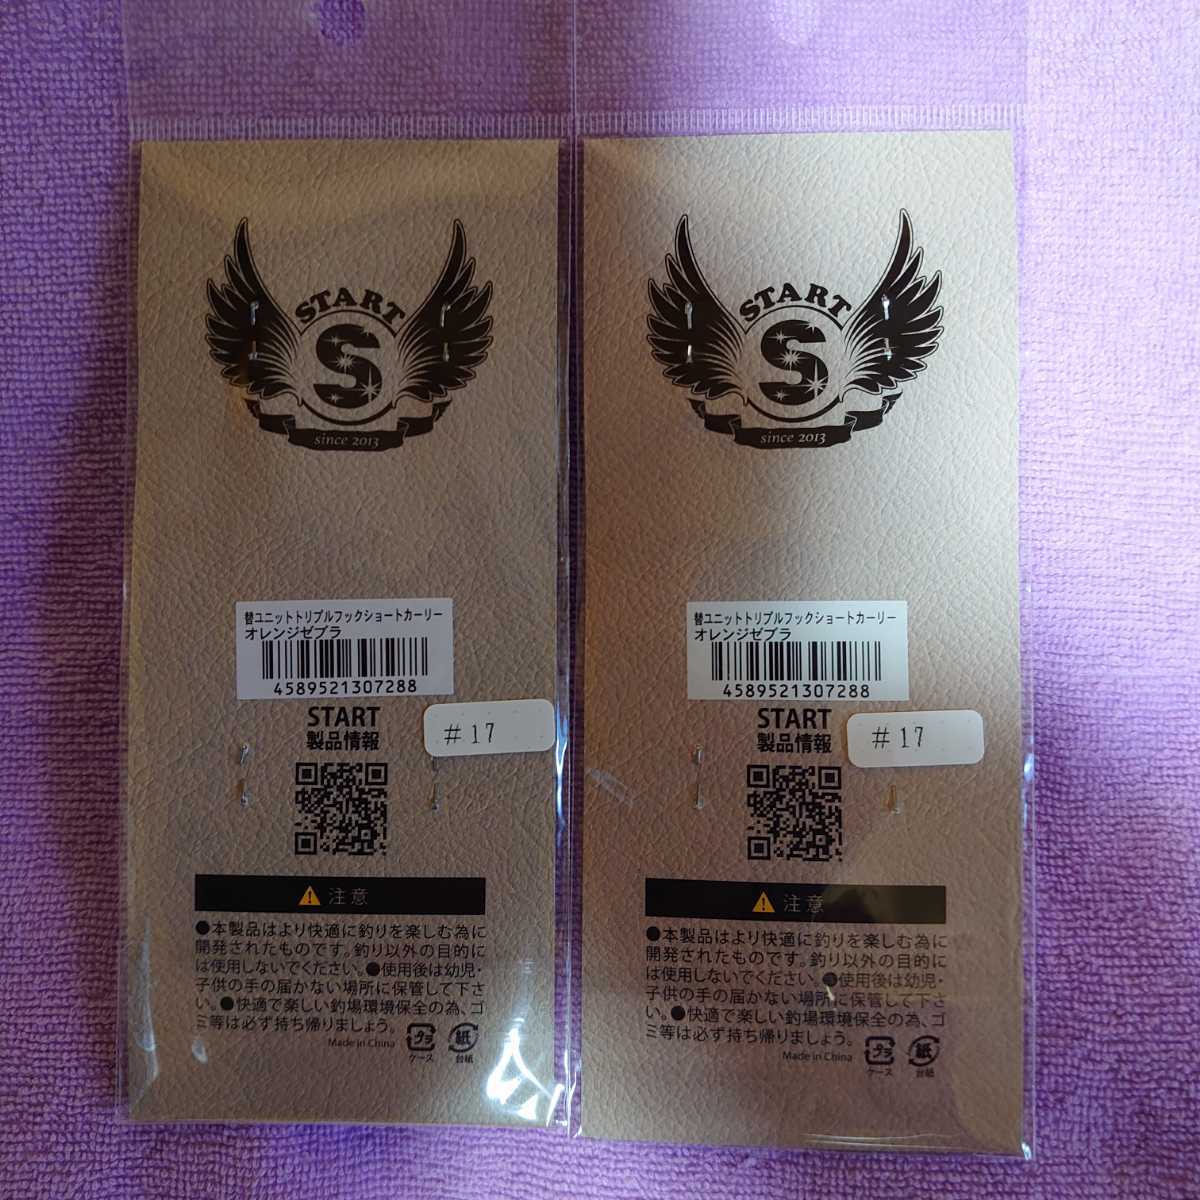 START
S
since 2013
替ユニットトリプルフックショートカーリー
オレンジゼブラ
4589521307288
START
製品情報
#17
注意
●本製品はより快適に釣りを楽しむ為に
開発されたものです。釣り以外の目的に
は使用しないでください。●使用後は幼児・
子供の手の届かない場所に保管して下さ
い。●快適で楽しい釣場環境保全の為、ゴ
ミ等は必ず持ち帰りましょう。
Made in China
プラ
ケース
紙
台紙
START
S
since 2013
替ユニットトリプルフックショートカーリー
オレンジゼブラ
4589521307288
START
製品情報
#17
注意
●本製品はより快適に釣りを楽しむ為に
開発されたものです。釣り以外の目的に
は使用しないでください。●使用後は幼児・
子供の手の届かない場所に保管して下さ
い。●快適で楽しい釣場環境保全の為、ゴ
ミ等は必ず持ち帰りましょう。
Made in China
プラ
ケース
紙
台紙